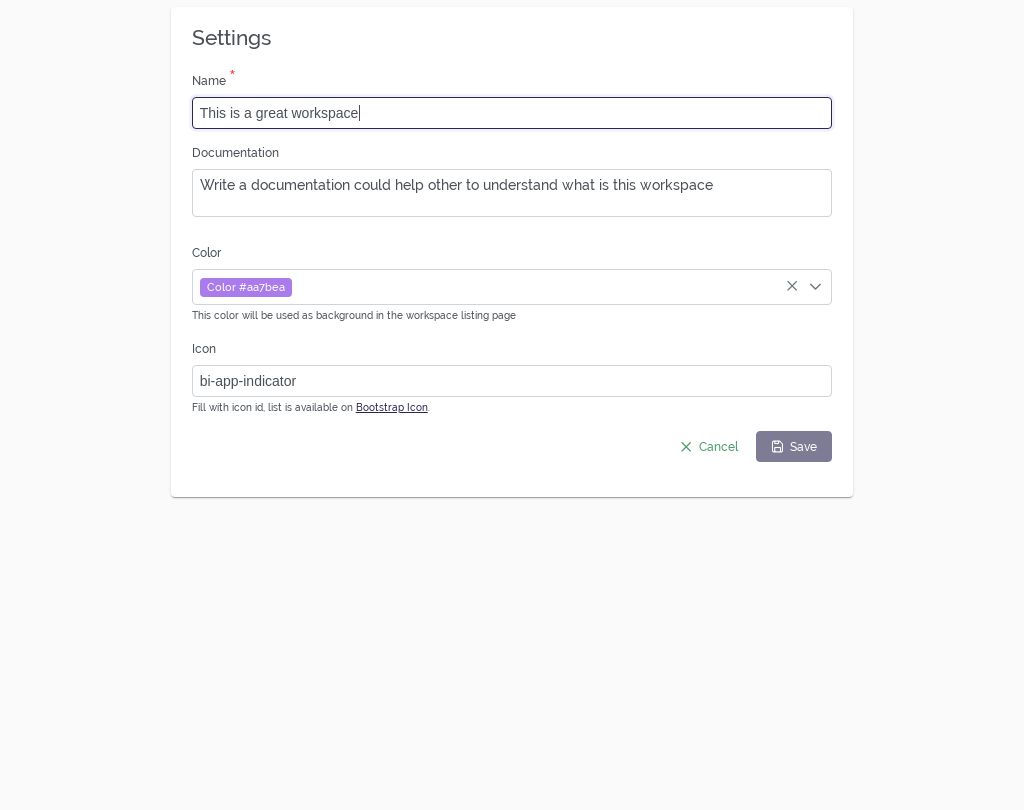 Settings
Name *
This is a great workspace
Documentation
Write a documentation could help other to understand what is this workspace
Color
Color #aa7bea
This color will be used as background in the workspace listing page
Icon
bi-app-indicator
Fill with icon id, list is available on Bootstrap Icon.
Cancel Save